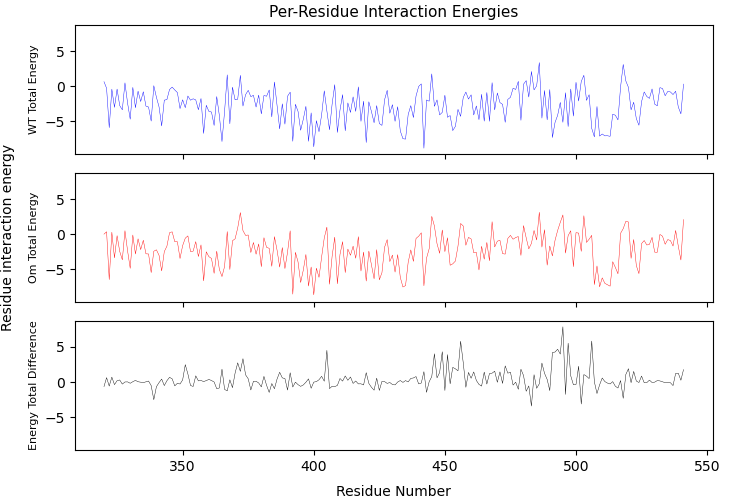 Per-Residue Interaction Energies
Residue interaction energy
WT Total Energy
5
0
−5
Om Total Energy
5
0
−5
Energy Total Difference
5
0
−5
350
400
450
500
550
Residue Number